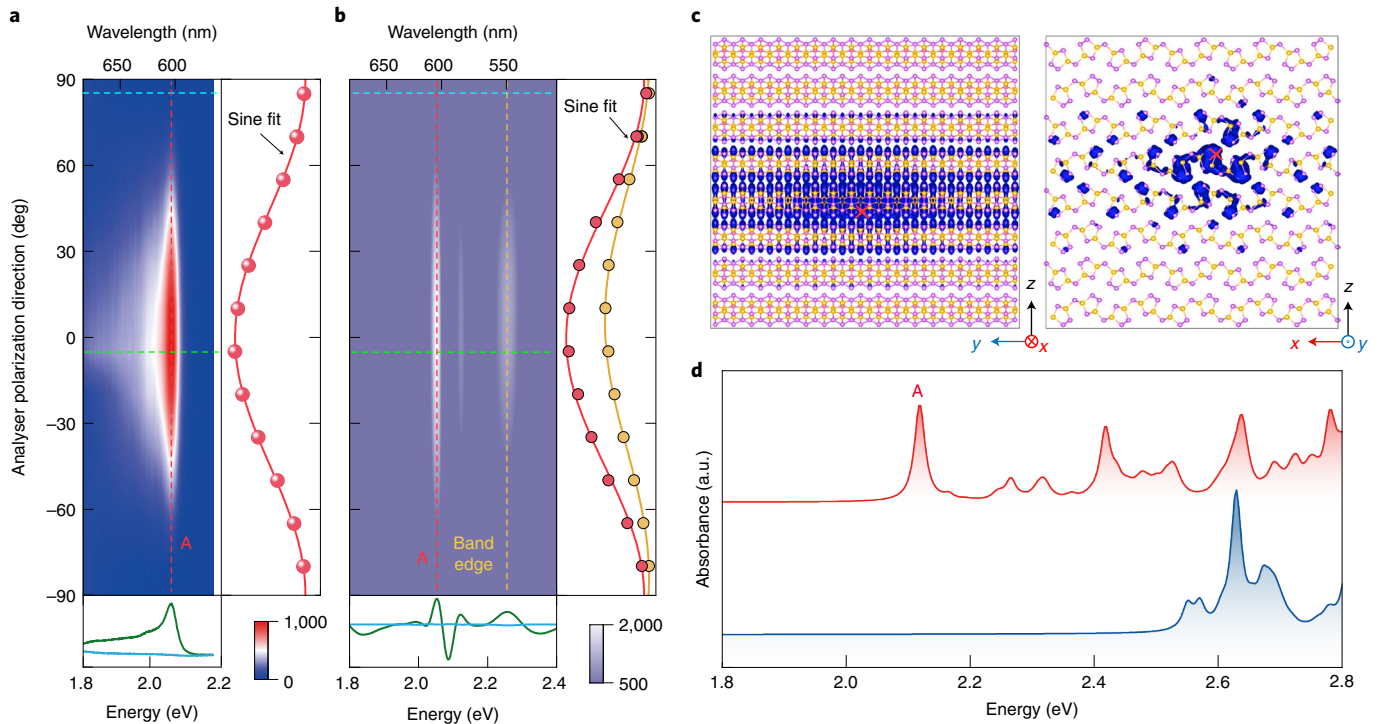 a
Wavelength (nm)
650 600
Analyser polarization direction (deg)
90
60
30
0
–30
–60
–90
Sine fit
A
1,000
0
1.8 2.0 2.2
Energy (eV)
b
Wavelength (nm)
650 600 550
Sine fit
A
Band
edge
2,000
500
1.8 2.0 2.2 2.4
Energy (eV)
c
z
y x
z
x y
d
A
Absorbance (a.u.)
1.8 2.0 2.2 2.4 2.6 2.8
Energy (eV)